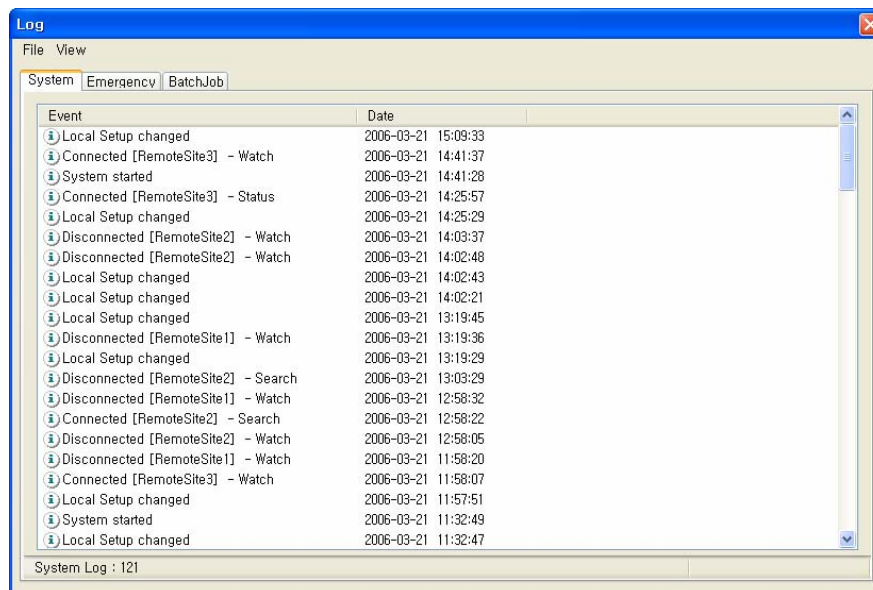 Log
File View
System Emergency BatchJob
Event Date
Local Setup changed 2006-03-21 15:09:33
Connected [RemoteSite3] - Watch 2006-03-21 14:41:37
System started 2006-03-21 14:41:28
Connected [RemoteSite3] - Status 2006-03-21 14:25:57
Local Setup changed 2006-03-21 14:25:29
Disconnected [RemoteSite2] - Watch 2006-03-21 14:03:37
Disconnected [RemoteSite2] - Watch 2006-03-21 14:02:48
Local Setup changed 2006-03-21 14:02:43
Local Setup changed 2006-03-21 14:02:21
Local Setup changed 2006-03-21 13:19:45
Disconnected [RemoteSite1] - Watch 2006-03-21 13:19:36
Local Setup changed 2006-03-21 13:19:29
Disconnected [RemoteSite2] - Search 2006-03-21 13:03:29
Disconnected [RemoteSite1] - Watch 2006-03-21 12:58:32
Connected [RemoteSite2] - Search 2006-03-21 12:58:22
Disconnected [RemoteSite2] - Watch 2006-03-21 12:58:05
Disconnected [RemoteSite1] - Watch 2006-03-21 11:58:20
Connected [RemoteSite3] - Watch 2006-03-21 11:58:07
Local Setup changed 2006-03-21 11:57:51
System started 2006-03-21 11:32:49
Local Setup changed 2006-03-21 11:32:47
System Log : 121